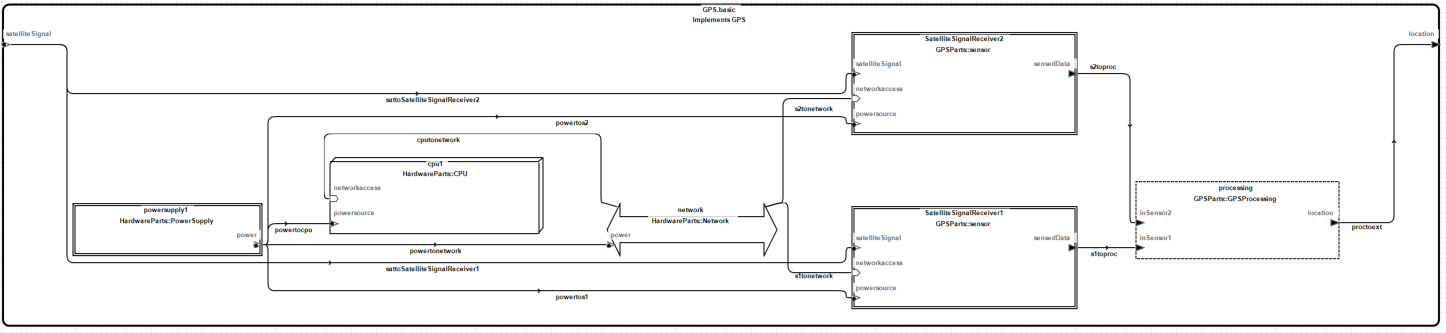 GPS.basic
Implements GPS
satelliteSignal
location
SatelliteSignalReceiver2
GPSParts::sensor
satelliteSignal
sensedData
networkaccess
powersource
sattoSatelliteSignalReceiver2
s2tonetwork
s2toproc
powertos2
cputonetwork
cpu1
HardwareParts::CPU
networkaccess
powersource
powersupply1
HardwareParts::PowerSupply
power
powertocpu
powertonetwork
network
HardwareParts::Network
power
SatelliteSignalReceiver1
GPSParts::sensor
satelliteSignal
sensedData
networkaccess
powersource
sattoSatelliteSignalReceiver1
s1tonetwork
s1toproc
powertos1
processing
GPSParts::GPSProcessing
inSensor2
location
inSensor1
proctoext